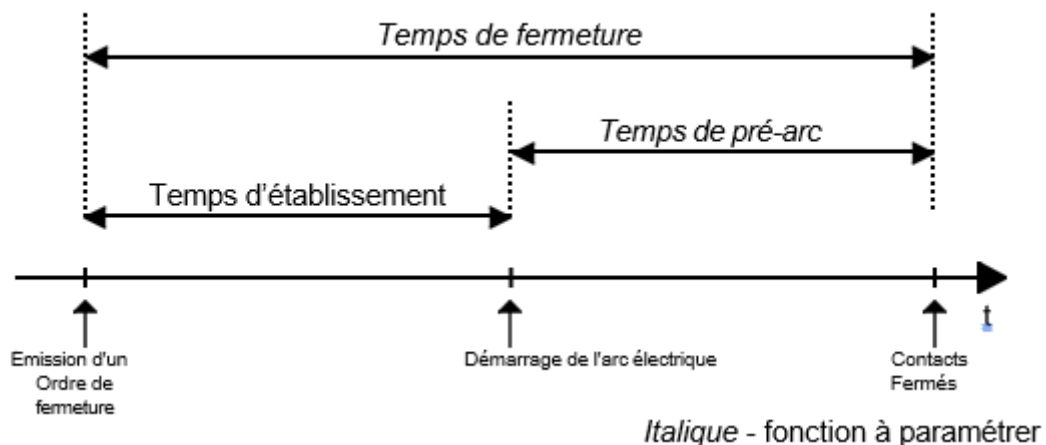 Temps de fermeture
Temps de pré-arc
Temps d'établissement
t
Emission d'un
Ordre de
fermeture
Démarrage de l'arc électrique
Contacts
Fermés
Italique - fonction à paramétrer